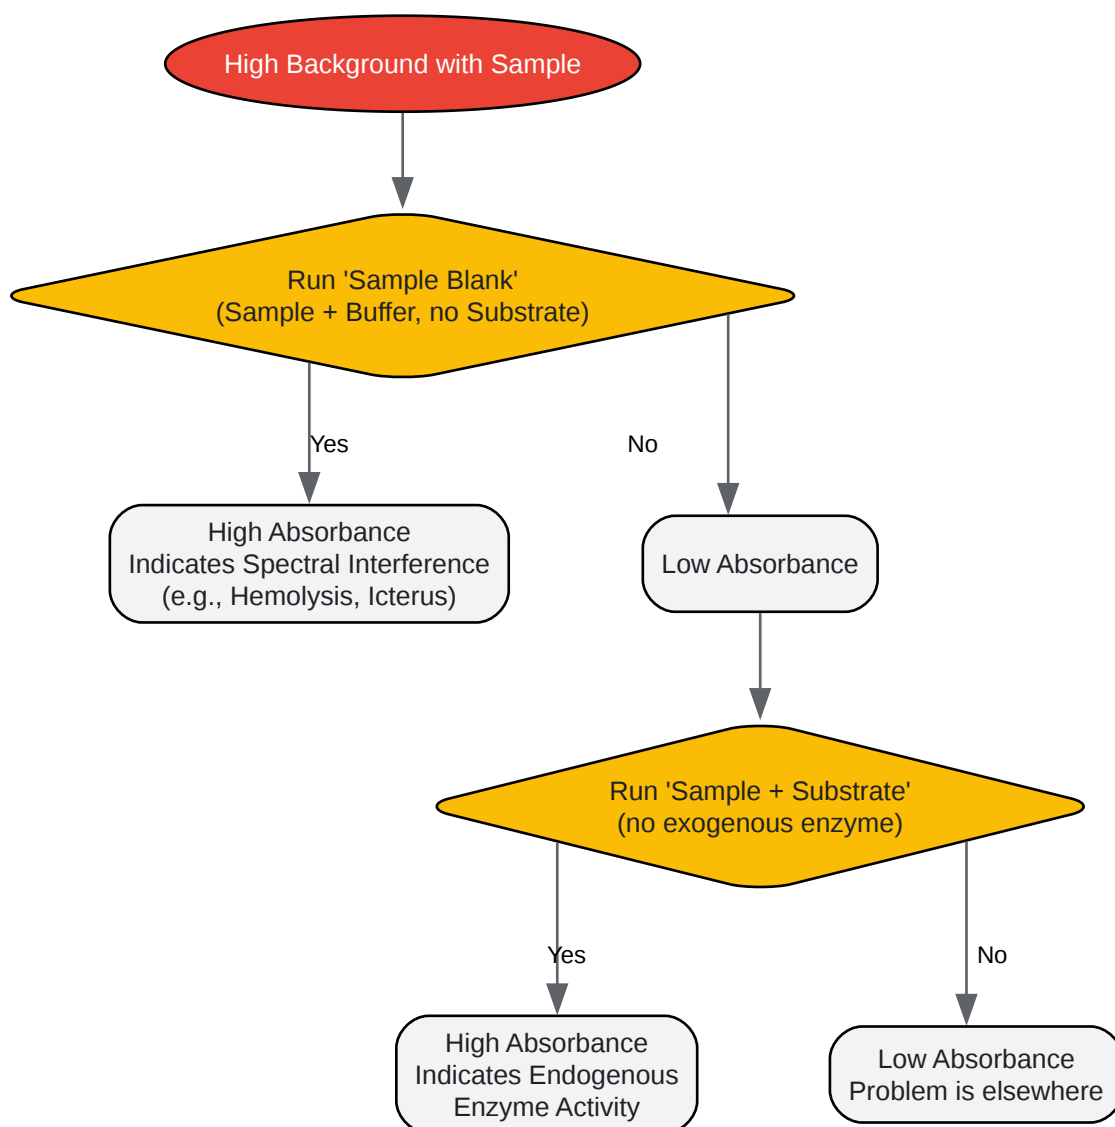 High Background with Sample
Run 'Sample Blank'
(Sample + Buffer, no Substrate)
Yes
No
High Absorbance
Indicates Spectral Interference
(e.g., Hemolysis, Icterus)
Low Absorbance
Run 'Sample + Substrate'
(no exogenous enzyme)
Yes
No
High Absorbance
Indicates Endogenous
Enzyme Activity
Low Absorbance
Problem is elsewhere